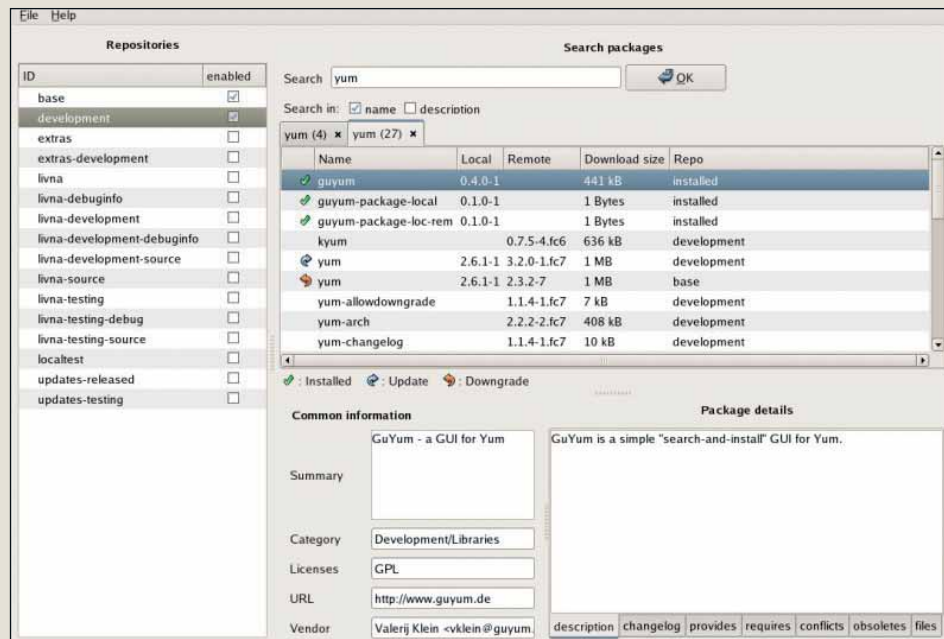 File Help
Repositories
ID enabled
base
development
extras
extras-development
livna
livna-debuginfo
livna-development
livna-development-debuginfo
livna-development-source
livna-source
livna-testing
livna-testing-debug
livna-testing-source
localtest
updates-released
updates-testing
Search packages
Search yum OK
Search in: name description
yum (4) yum (27)
Name Local Remote Download size Repo
guyum 0.4.0-1 441 kB installed
guyum-package-local 0.1.0-1 1 Bytes installed
guyum-package-loc-rem 0.1.0-1 1 Bytes installed
kyum 0.7.5-4.fc6 636 kB development
yum 2.6.1-1 3.2.0-1.fc7 1 MB development
yum 2.6.1-1 2.3.2-7 1 MB base
yum-allowdowngrade 1.1.4-1.fc7 7 kB development
yum-arch 2.2.2-2.fc7 408 kB development
yum-changelog 1.1.4-1.fc7 10 kB development
: Installed : Update : Downgrade
Common information
Summary GuYum - a GUI for Yum
Category Development/Libraries
Licenses GPL
URL http://www.guyum.de
Vendor Valerij Klein <vklein@guyum.
Package details
GuYum is a simple "search-and-install" GUI for Yum.
description changelog provides requires conflicts obsoletes files